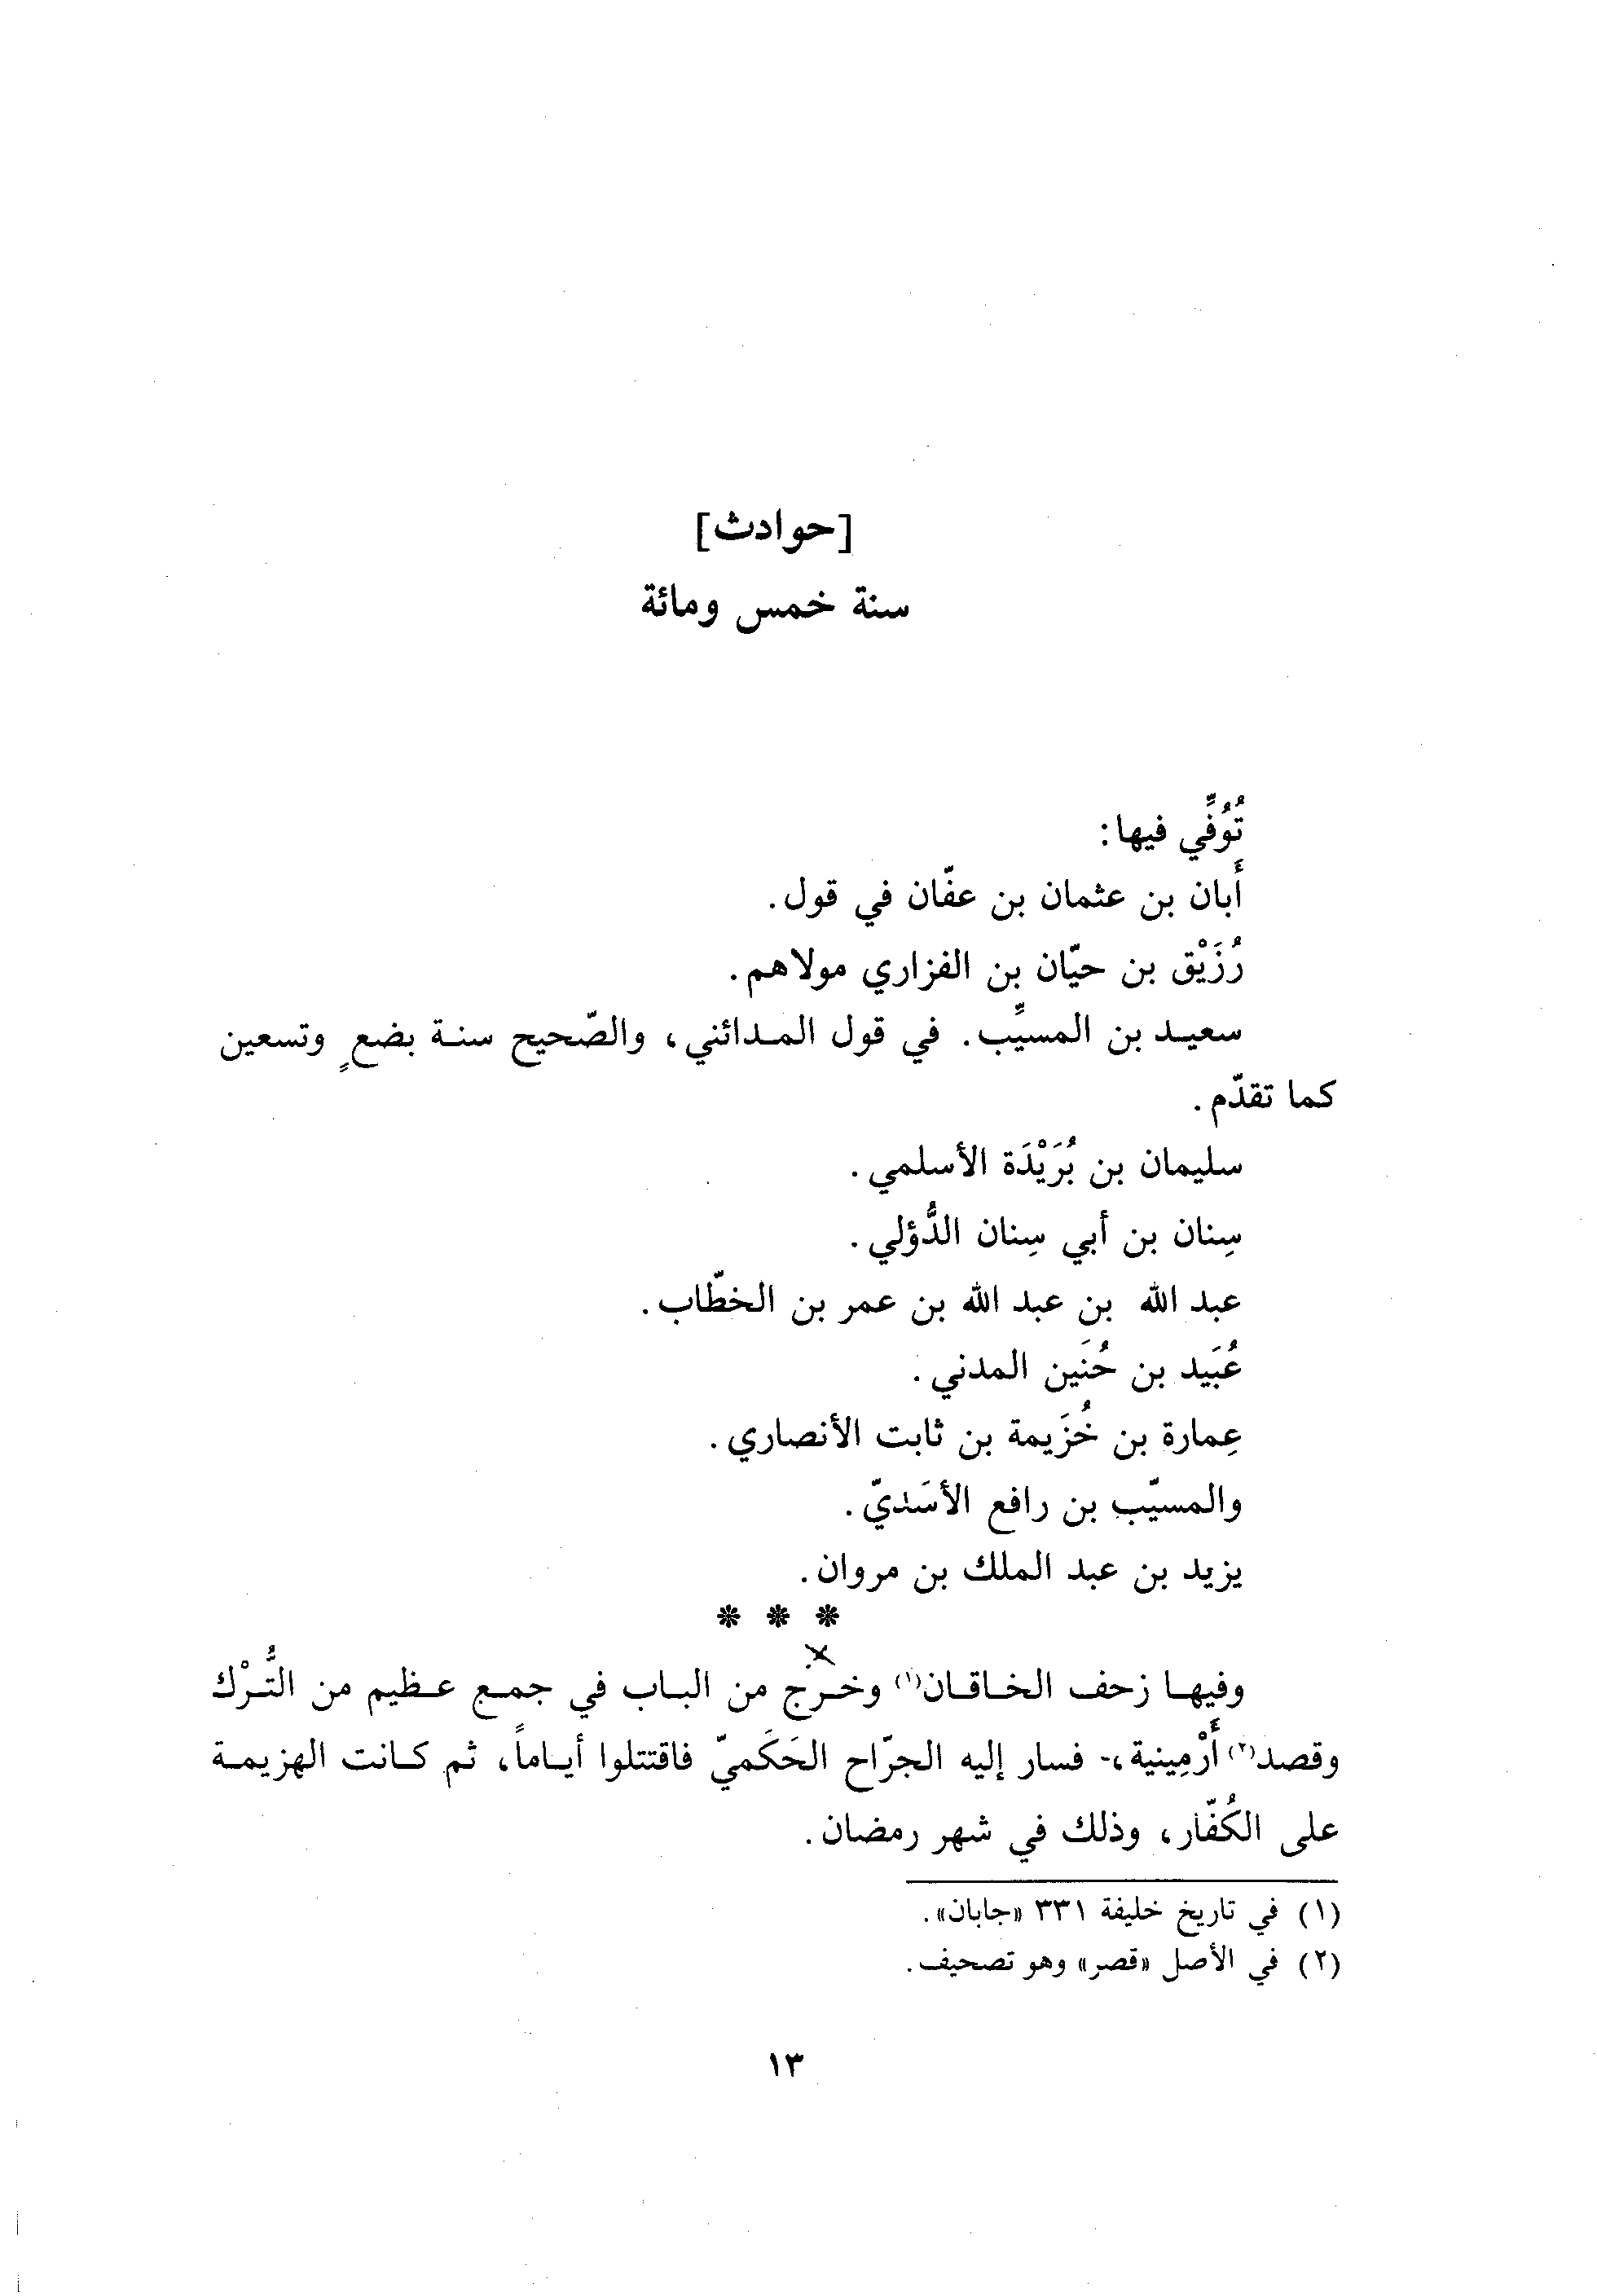 [حوادث]
سنة خمس ومائة
تُوُفِّي فيها:
أَبان بن عثمان بن عفّان في قول.
رُزَيْق بن حيّان بن الفزاري مولاهم.
سعيد بن المسيِّب. في قول المدائني، والصّحيح سنة بضعٍ وتسعين
كما تقدّم.
سليمان بن بُرَيْدَة الأسلمي.
سِنان بن أبي سِنان الدُّؤلي.
عبد الله بن عبد الله بن عمر بن الخطّاب.
عُبَيد بن حُنَين المدني.
عِمارة بن خُزَيمة بن ثابت الأنصاري.
والمسيّب بن رافع الأسَديّ.
يزيد بن عبد الملك بن مروان.
* * *
وفيها زحف الخاقان(١) وخرج من الباب في جمع عظيم من التُّرْك
وقصد(٢) أَرْمِينية،- فسار إليه الجرّاح الحَكَميّ فاقتتلوا أياماً، ثم كانت الهزيمة
على الكُفّار، وذلك في شهر رمضان.
(١) في تاريخ خليفة ٣٣١ «جابان».
(٢) في الأصل «قصر» وهو تصحيف.
١٣